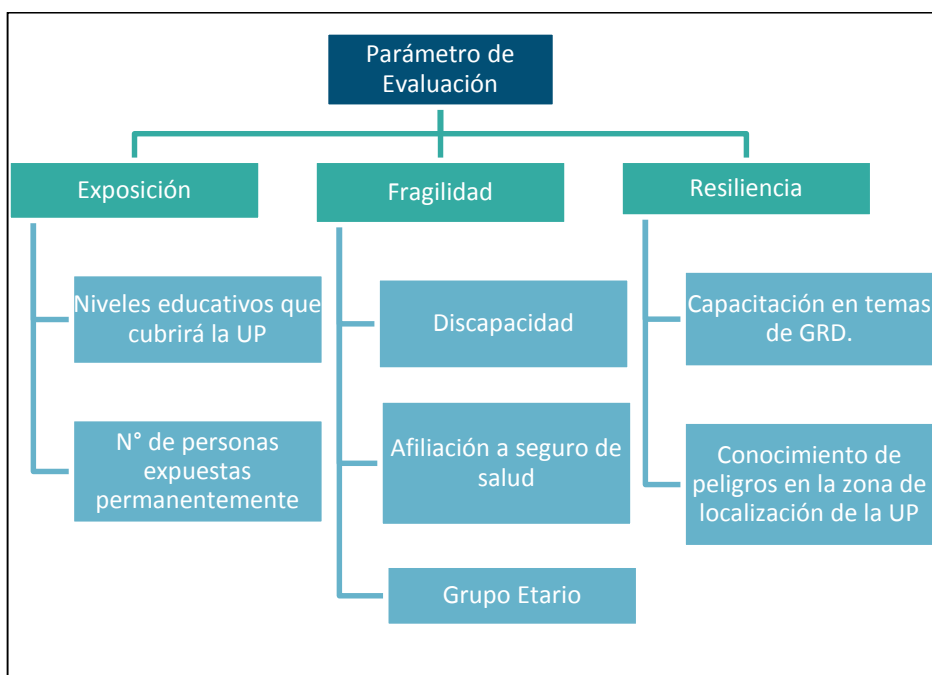 Parámetro de
Evaluación
Exposición
Niveles educativos que
cubrirá la UP
N° de personas
expuestas
permanentemente
Fragilidad
Discapacidad
Afiliación a seguro de
salud
Grupo Etario
Resiliencia
Capacitación en temas
de GRD.
Conocimiento de
peligros en la zona de
localización de la UP